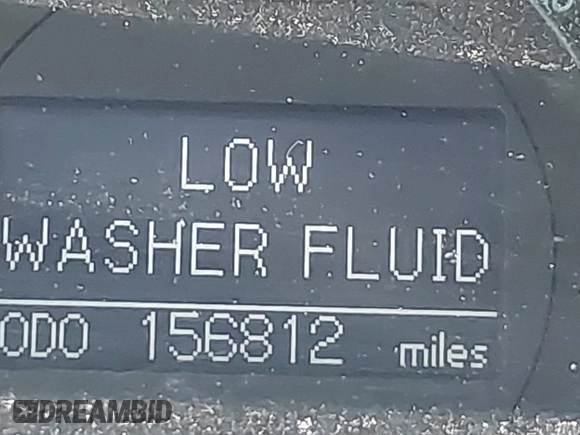 LOW
WASHER FLUID
ODO 156812 miles
DREAMBID